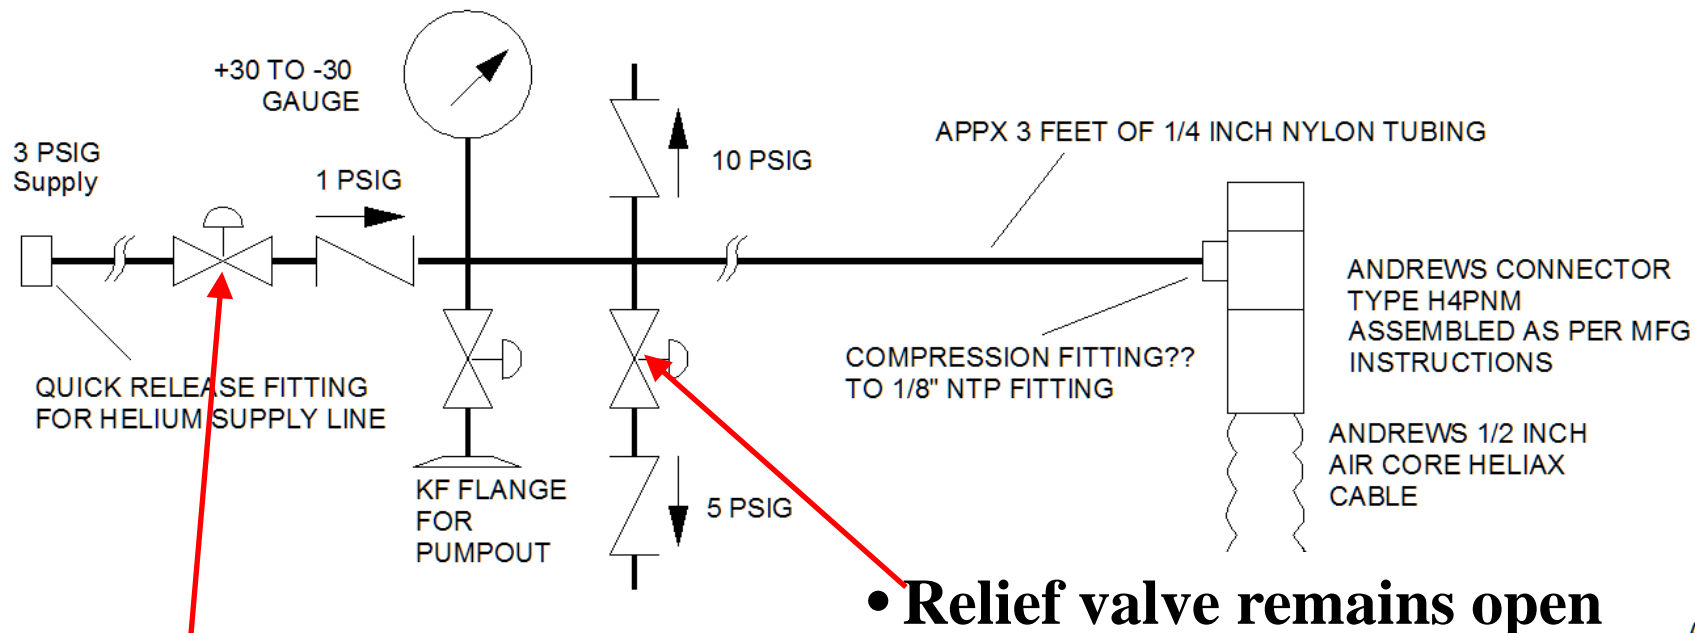 +30 TO -30
GAUGE
3 PSIG
Supply
1 PSIG
10 PSIG
APPX 3 FEET OF 1/4 INCH NYLON TUBING
QUICK RELEASE FITTING
FOR HELIUM SUPPLY LINE
KF FLANGE
FOR
PUMPOUT
5 PSIG
COMPRESSION FITTING??
TO 1/8" NTP FITTING
ANDREWS CONNECTOR
TYPE H4PNM
ASSEMBLED AS PER MFG
INSTRUCTIONS
ANDREWS 1/2 INCH
AIR CORE HELIAX
CABLE
• Relief valve remains open